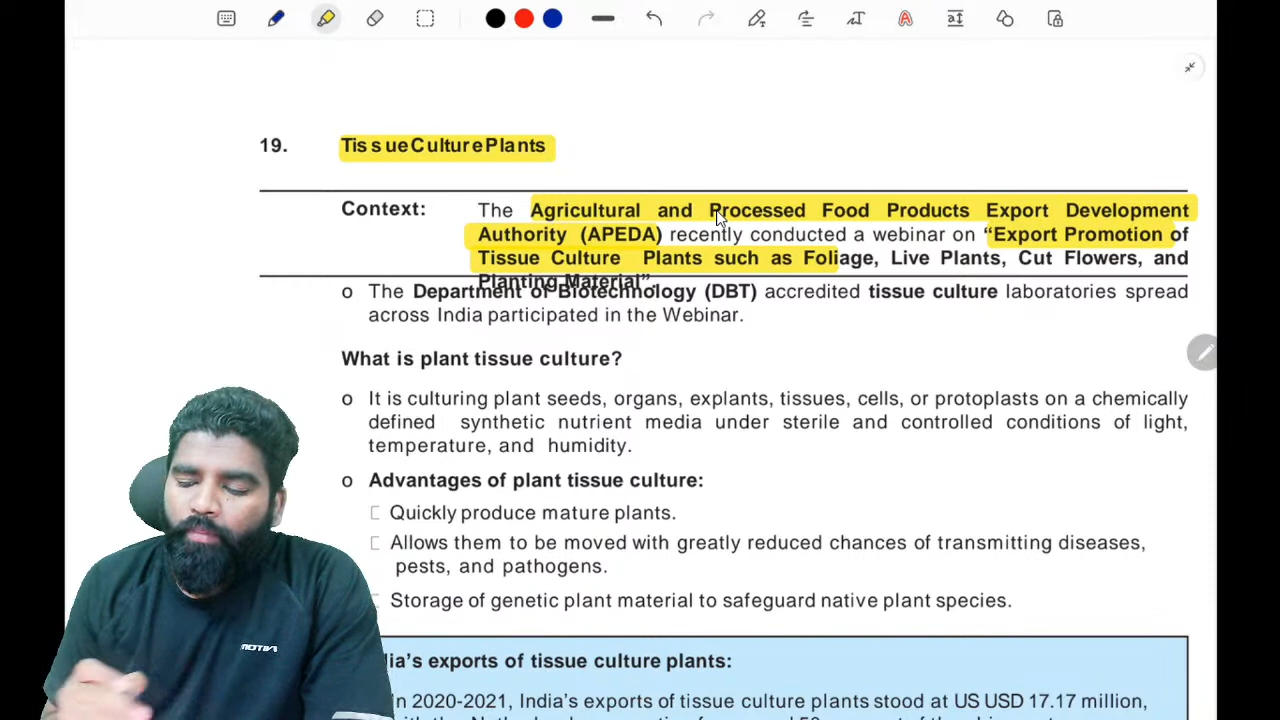 19. Tissue Culture Plants
Context: The Agricultural and Processed Food Products Export Development
Authority (APEDA) recently conducted a webinar on “Export Promotion of
Tissue Culture Plants such as Foliage, Live Plants, Cut Flowers, and
Planting Material”.
o The Department of Biotechnology (DBT) accredited tissue culture laboratories spread
across India participated in the Webinar.
What is plant tissue culture?
o It is culturing plant seeds, organs, explants, tissues, cells, or protoplasts on a chemically
defined synthetic nutrient media under sterile and controlled conditions of light,
temperature, and humidity.
o Advantages of plant tissue culture:
Quickly produce mature plants.
Allows them to be moved with greatly reduced chances of transmitting diseases,
pests, and pathogens.
Storage of genetic plant material to safeguard native plant species.
exports of tissue culture plants:
In 2020-2021, India’s exports of tissue culture plants stood at US USD 17.17 million,